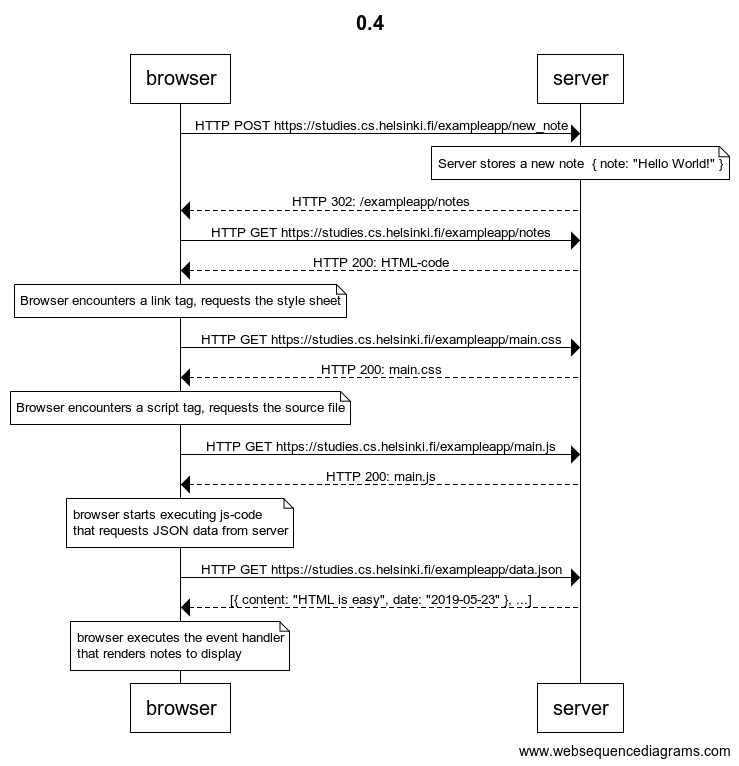 0.4
browser
server
HTTP POST https://studies.cs.helsinki.fi/exampleapp/new_note
Server stores a new note  { note: "Hello World!" }
HTTP 302: /exampleapp/notes
HTTP GET https://studies.cs.helsinki.fi/exampleapp/notes
HTTP 200: HTML-code
Browser encounters a link tag, requests the style sheet
HTTP GET https://studies.cs.helsinki.fi/exampleapp/main.css
HTTP 200: main.css
Browser encounters a script tag, requests the source file
HTTP GET https://studies.cs.helsinki.fi/exampleapp/main.js
HTTP 200: main.js
browser starts executing js-code
that requests JSON data from server
HTTP GET https://studies.cs.helsinki.fi/exampleapp/data.json
[{ content: "HTML is easy", date: "2019-05-23" }, ...]
browser executes the event handler
that renders notes to display
browser
server
www.websequencediagrams.com